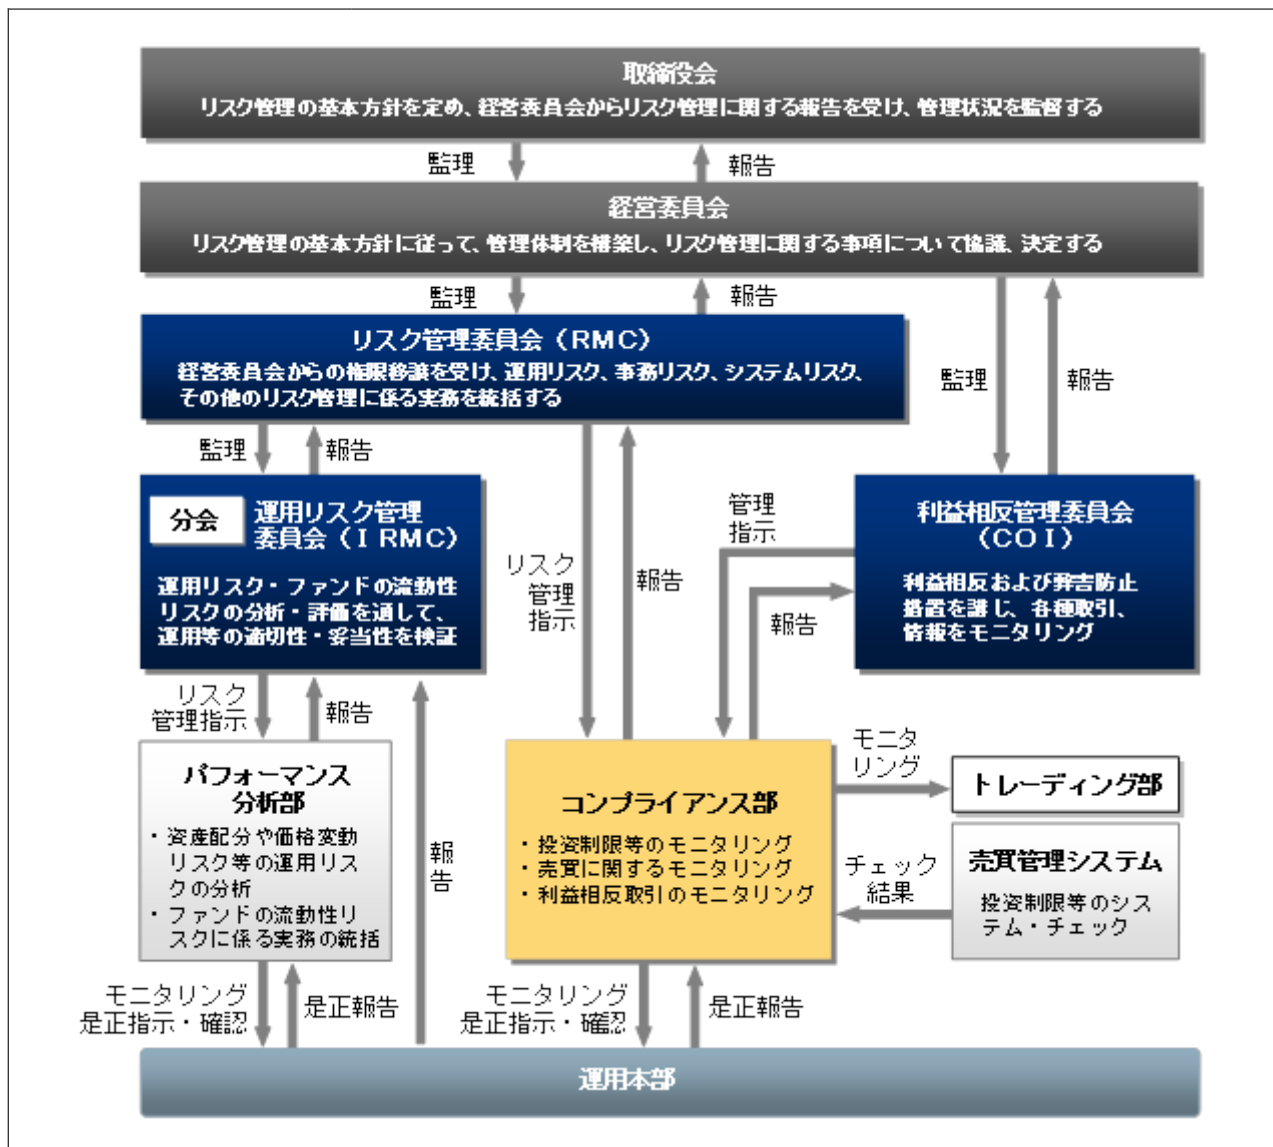 取締役会
リスク管理の基本方針を定め、経営委員会からリスク管理に関する報告を受け、管理状況を監督する
監理
報告
経営委員会
リスク管理の基本方針に従って、管理体制を構築し、リスク管理に関する事項について協議、決定する
監理
報告
リスク管理委員会(RMC)
経営委員会からの権限移譲を受け、運用リスク、事務リスク、システムリスク、
その他のリスク管理に係る実務を統括する
監理
報告
監理
報告
分会
運用リスク管理
委員会(IRMC)
運用リスク・ファンドの流動性
リスクの分析・評価を通して、
運用等の適切性・妥当性を検証
リスク
管理
指示
報告
管理
指示
報告
利益相反管理委員会
(COI)
利益相反および弊害防止
措置を講じ、各種取引、
情報をモニタリング
リスク
管理指示
報告
パフォーマンス
分析部
・資産配分や価格変動
リスク等の運用リス
クの分析
・ファンドの流動性リ
スクに係る実務の統括
報
告
コンプライアンス部
・投資制限等のモニタリング
・売買に関するモニタリング
・利益相反取引のモニタリング
モニタ
リング
トレーディング部
チェック
結果
売買管理システム
投資制限等のシス
テム・チェック
モニタリング
是正指示・確認
是正報告
モニタリング
是正指示・確認
是正報告
運用本部